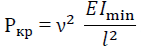 Pкр = ν² EImin / l²